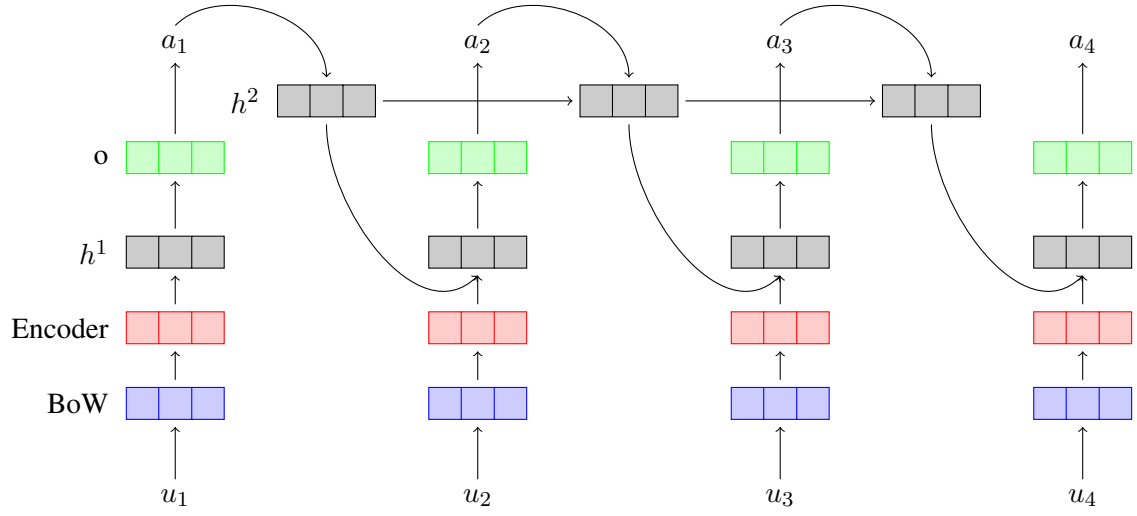 a₁ a₂ a₃ a₄
h²
o
h¹
Encoder
BoW
u₁ u₂ u₃ u₄